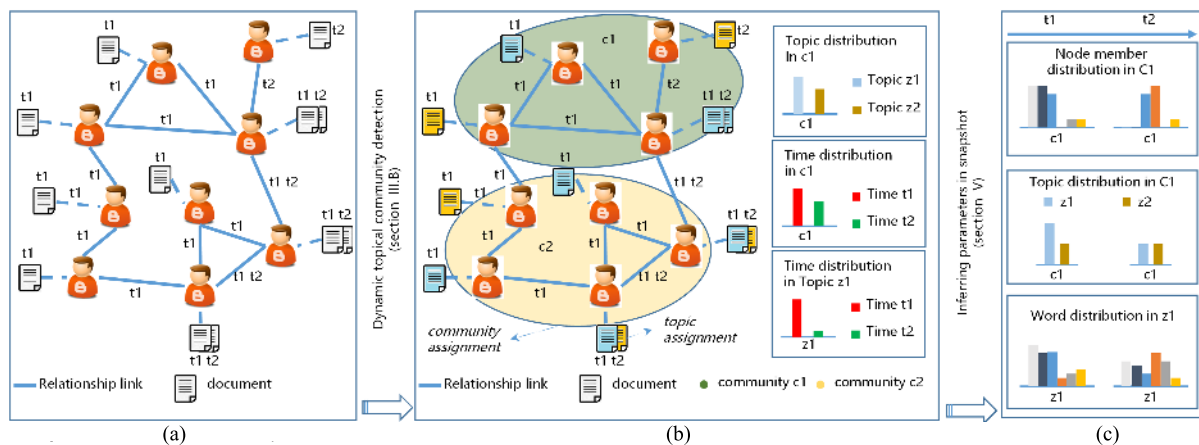 t1
t2
t1
t1
t2
t1
t1 t2
t1
t1
t1
t1 t2
t1
t1
t1
t1 t2
t1
t1
t1 t2
t1
t1 t2
Relationship link
document
(a)
Dynamic topical community detection
(section III.B)
t1
c1
t2
t1
t1
t2
t1
t1 t2
t1
t1
t1
t1 t2
t1
t1
t1
t1 t2
c2
t1
t1
t1 t2
t1
community
assignment
topic
assignment
t1 t2
Relationship link
document
community c1
community c2
Topic distribution
In c1
Topic z1
Topic z2
c1
Time distribution
in c1
Time t1
Time t2
c1
Time distribution
in Topic z1
Time t1
Time t2
z1
(b)
Inferring parameters in snapshot
(section V)
t1
t2
Node member
distribution in C1
c1
c1
Topic distribution in C1
z1
z2
c1
c1
Word distribution in z1
z1
z1
(c)